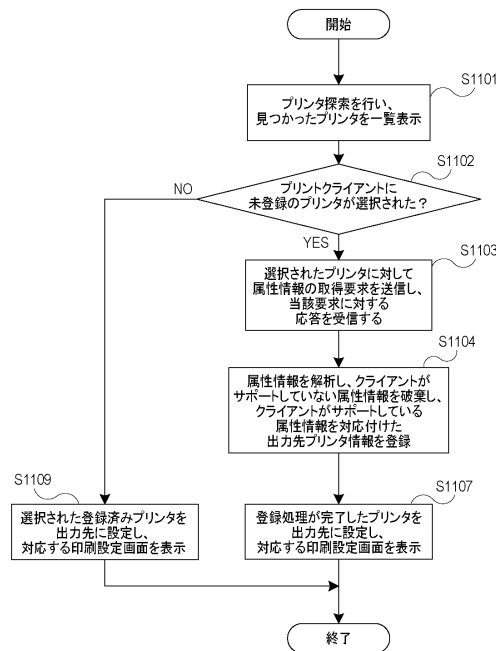 開始
S1101
プリンタ探索を行い、
見つかったプリンタを一覧表示
S1102
プリントクライアントに
未登録のプリンタが選択された?
NO
YES
S1103
選択されたプリンタに対して
属性情報の取得要求を送信し、
当該要求に対する
応答を受信する
S1104
属性情報を解析し、クライアントが
サポートしていない属性情報を破棄し、
クライアントがサポートしている
属性情報を対応付けた
出力先プリンタ情報を登録
S1109
選択された登録済みプリンタを
出力先に設定し、
対応する印刷設定画面を表示
S1107
登録処理が完了したプリンタを
出力先に設定し、
対応する印刷設定画面を表示
終了